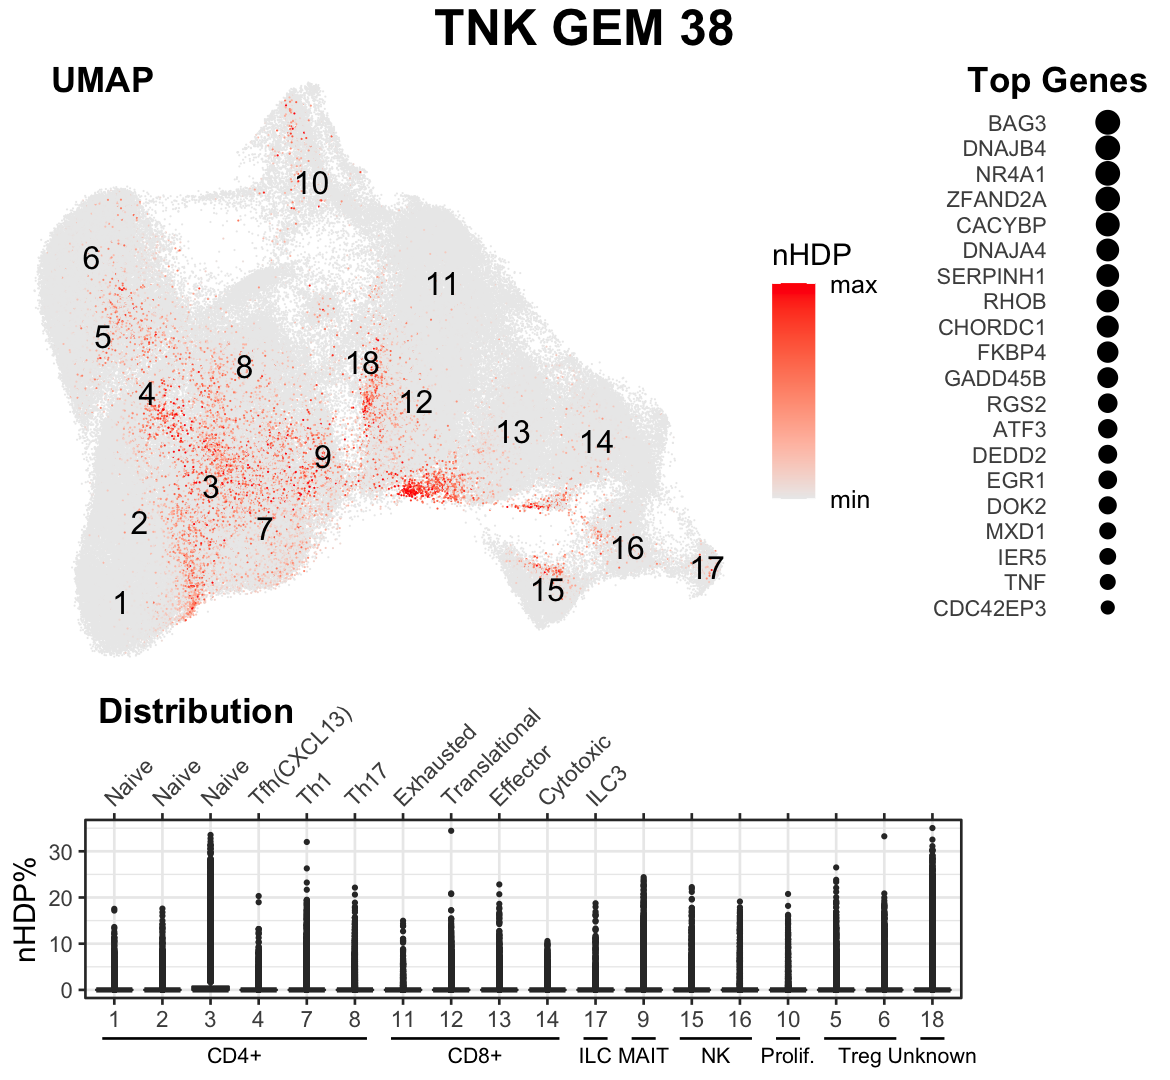 TNK GEM 38
UMAP
Top Genes
10
6
11
5
8
18
4
12
13
14
9
3
2
7
16
17
15
1
nHDP
max
min
BAG3
DNAJB4
NR4A1
ZFAND2A
CACYBP
DNAJA4
SERPINH1
RHOB
CHORDC1
FKBP4
GADD45B
RGS2
ATF3
DEDD2
EGR1
DOK2
MXD1
IER5
TNF
CDC42EP3
Distribution
Naive
Naive
Naive
Tfh(CXCL13)
Th1
Th17
Exhausted
Translational
Effector
Cytotoxic
ILC3
nHDP%
30
20
10
0
1 2 3 4 7 8 11 12 13 14 17 9 15 16 10 5 6 18
CD4+ CD8+ ILC MAIT NK Prolif. Treg Unknown